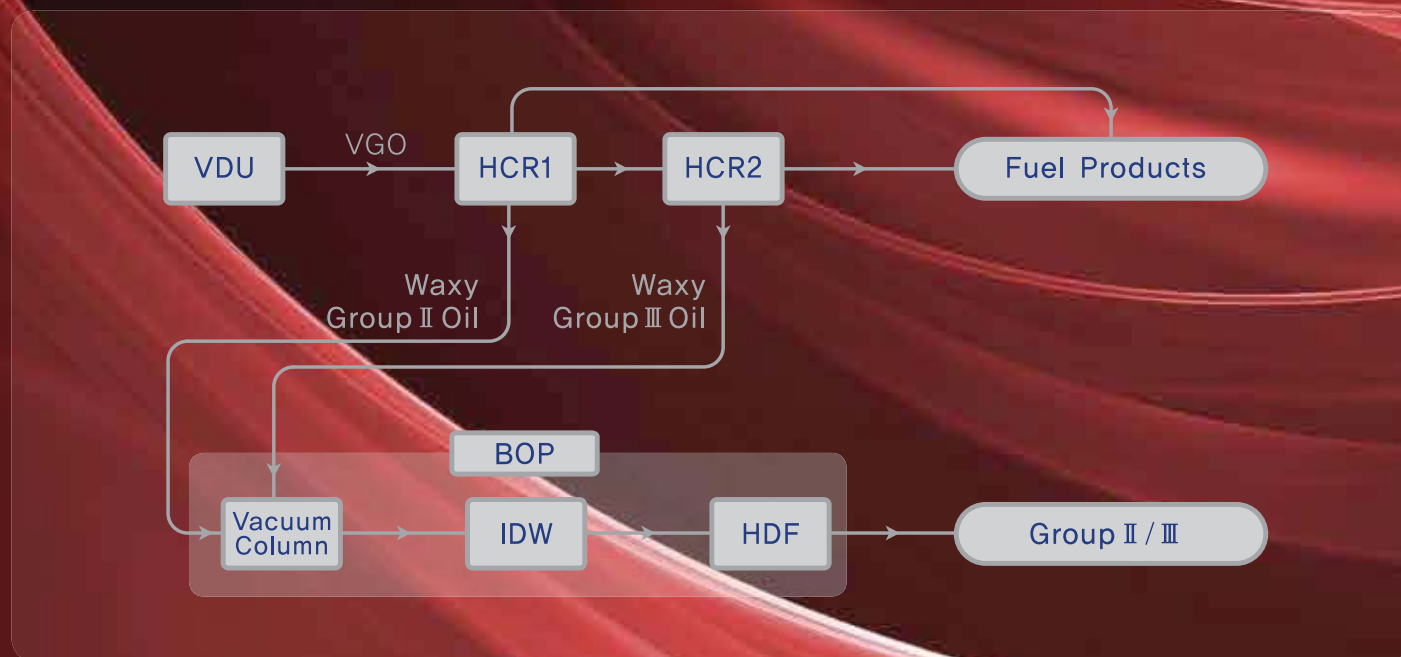 VGO
VDU
HCR1
HCR2
Fuel Products
Waxy
Group Ⅱ Oil
Waxy
Group Ⅲ Oil
BOP
Vacuum
Column
IDW
HDF
Group Ⅱ / Ⅲ